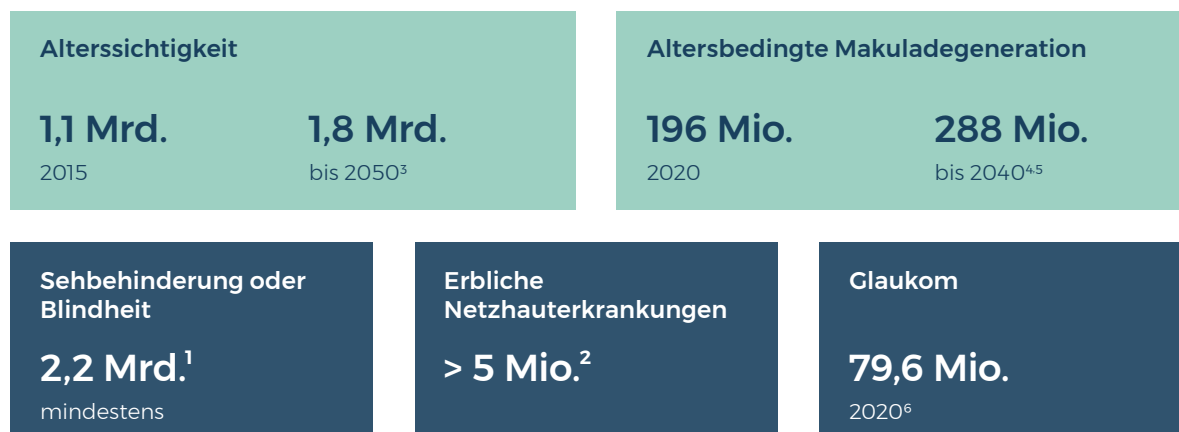 Alterssichtigkeit
1,1 Mrd.
2015
1,8 Mrd.
bis 2050³
Altersbedingte Makuladegeneration
196 Mio.
2020
288 Mio.
bis 2040⁴·⁵
Sehbehinderung oder
Blindheit
2,2 Mrd.¹
mindestens
Erbliche
Netzhauterkrankungen
> 5 Mio.²
Glaukom
79,6 Mio.
2020⁶